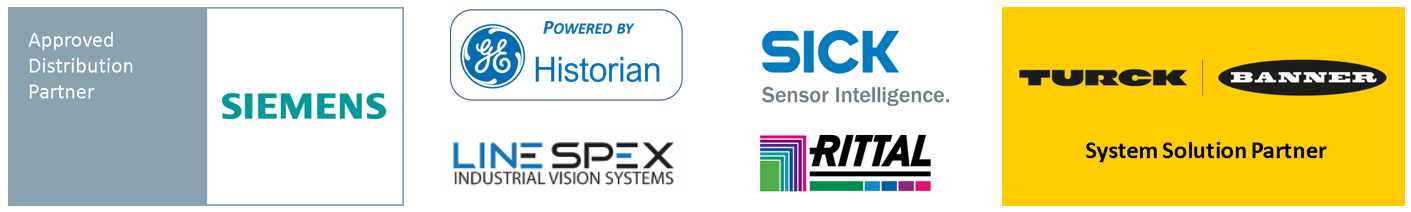 Approved
Distribution
Partner
SIEMENS
GE
POWERED BY
Historian
LINE SPEX
INDUSTRIAL VISION SYSTEMS
SICK
Sensor Intelligence.
RITTAL
TURCK
BANNER
System Solution Partner